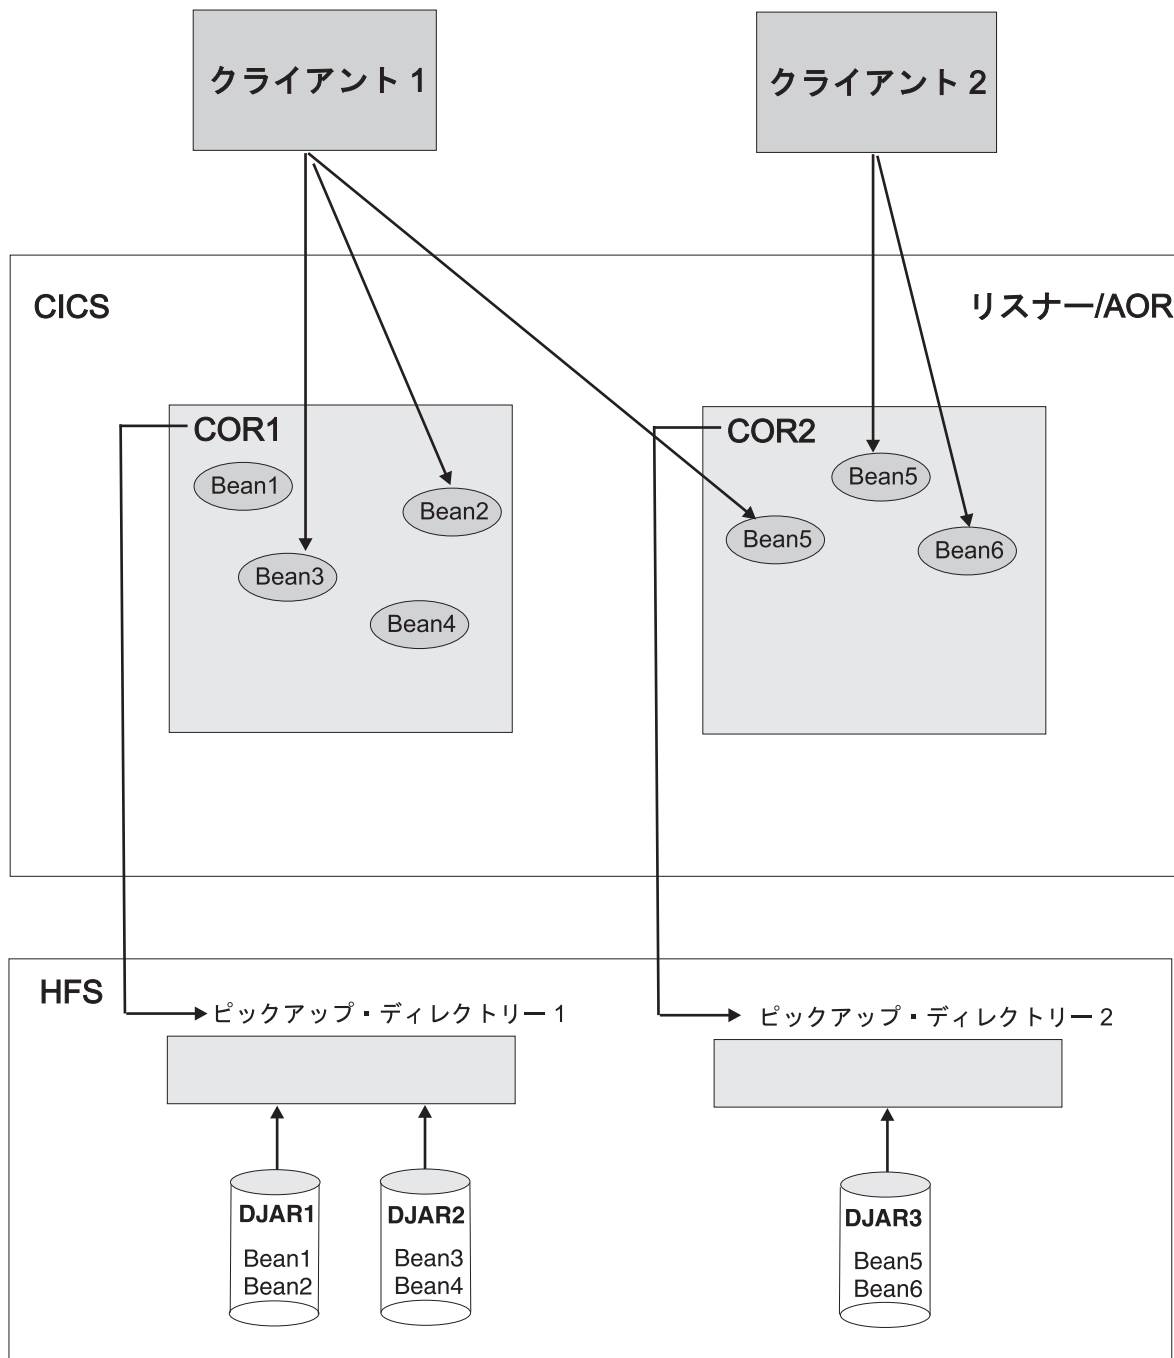 クライアント 1
クライアント 2
CICS
リスナー/AOR
COR1
COR2
Bean1
Bean2
Bean3
Bean4
Bean5
Bean5
Bean6
HFS
ピックアップ・ディレクトリー 1
ピックアップ・ディレクトリー 2
DJAR1
Bean1
Bean2
DJAR2
Bean3
Bean4
DJAR3
Bean5
Bean6